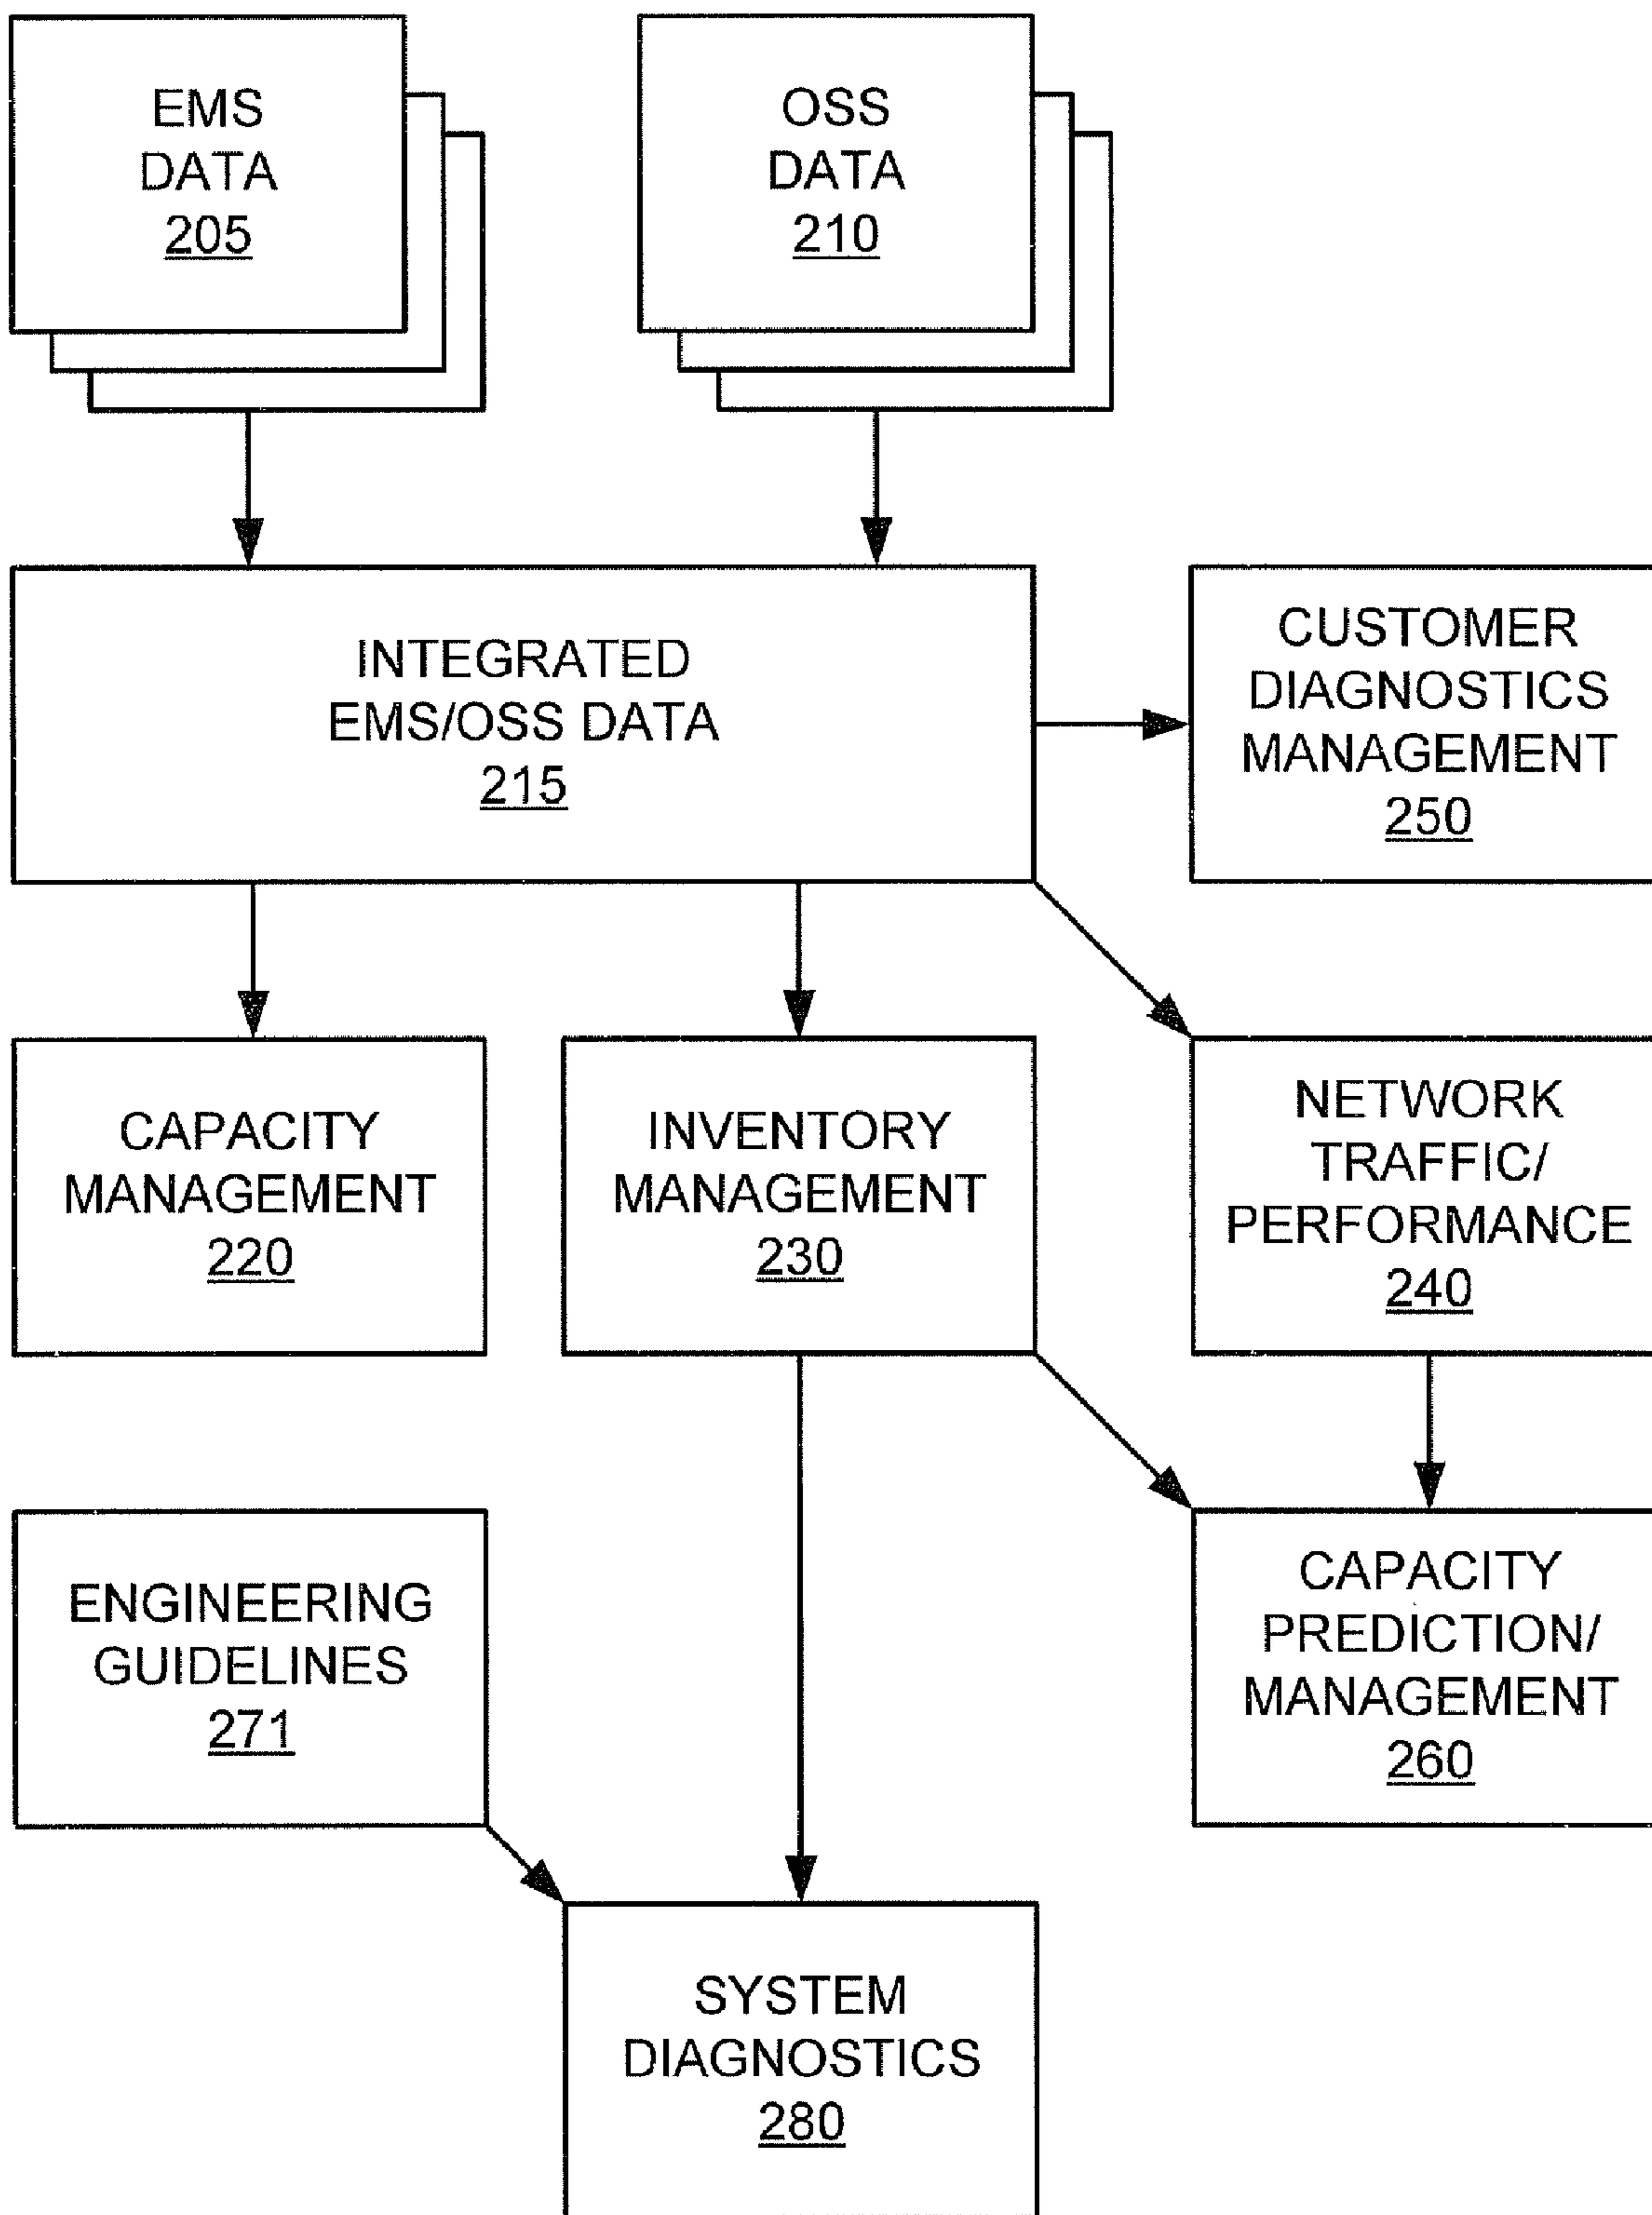 EMS
DATA
205
OSS
DATA
210
INTEGRATED
EMS/OSS DATA
215
CUSTOMER
DIAGNOSTICS
MANAGEMENT
250
CAPACITY
MANAGEMENT
220
INVENTORY
MANAGEMENT
230
NETWORK
TRAFFIC/
PERFORMANCE
240
ENGINEERING
GUIDELINES
271
CAPACITY
PREDICTION/
MANAGEMENT
260
SYSTEM
DIAGNOSTICS
280